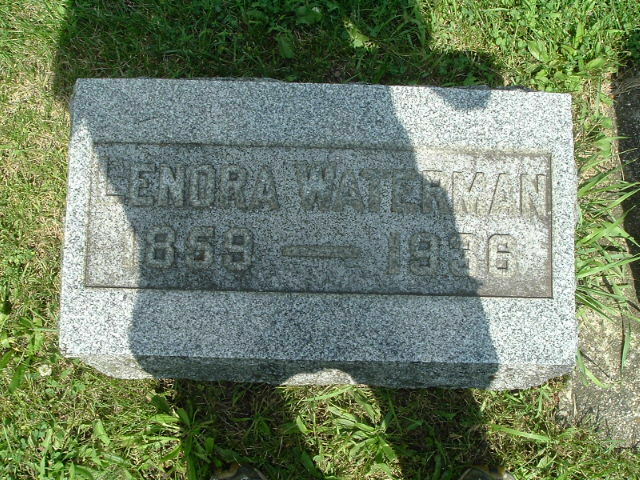 LENORA WATERMAN
1859 — 1936